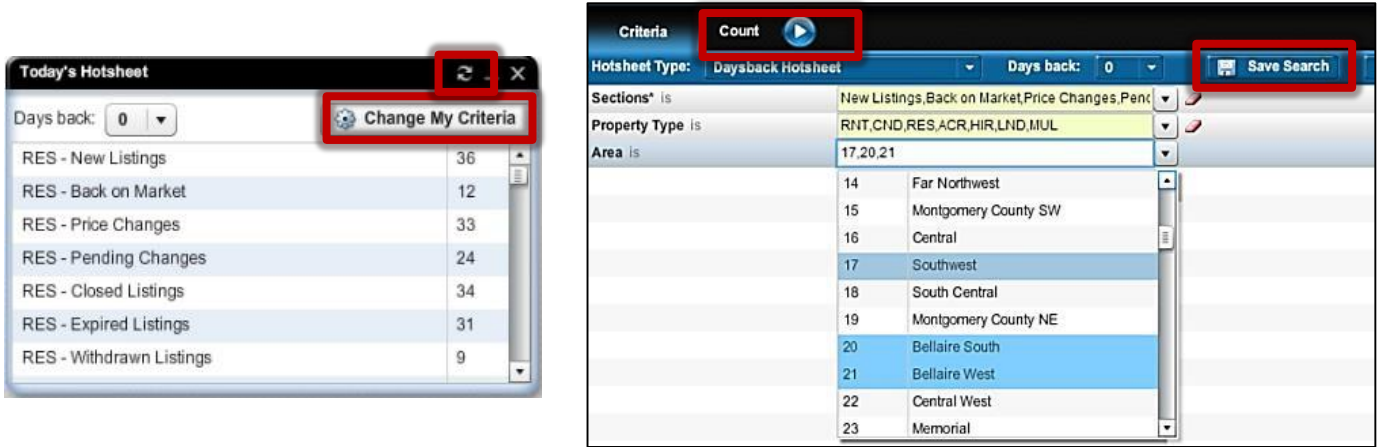 Today's Hotsheet
Days back: 0
Change My Criteria
RES - New Listings 36
RES - Back on Market 12
RES - Price Changes 33
RES - Pending Changes 24
RES - Closed Listings 34
RES - Expired Listings 31
RES - Withdrawn Listings 9
Criteria Count
Hotsheet Type: Daysback Hotsheet Days back: 0 Save Search
Sections* is New Listings,Back on Market,Price Changes,Penc
Property Type is RNT,CND,RES,ACR,HIR,LND,MUL
Area is 17,20,21
14 Far Northwest
15 Montgomery County SW
16 Central
17 Southwest
18 South Central
19 Montgomery County NE
20 Bellaire South
21 Bellaire West
22 Central West
23 Memorial